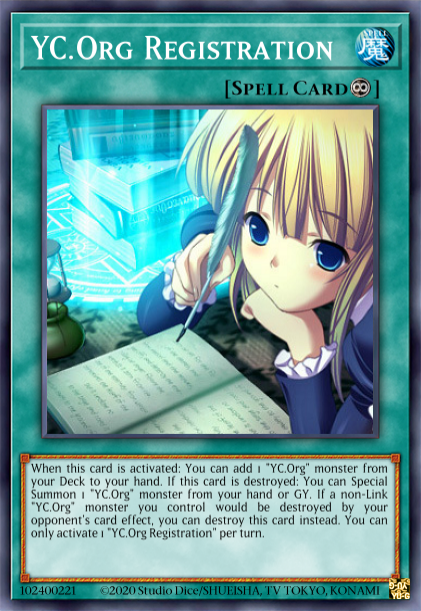 YC.Org Registration
SPELL
魔
[Spell Card]
When this card is activated: You can add 1 "YC.Org" monster from
your Deck to your hand. If this card is destroyed: You can Special
Summon 1 "YC.Org" monster from your hand or GY. If a non-Link
"YC.Org" monster you control would be destroyed by your
opponent's card effect, you can destroy this card instead. You can
only activate 1 "YC.Org Registration" per turn.
102400221
©2020 Studio Dice/SHUEISHA, TV TOKYO, KONAMI